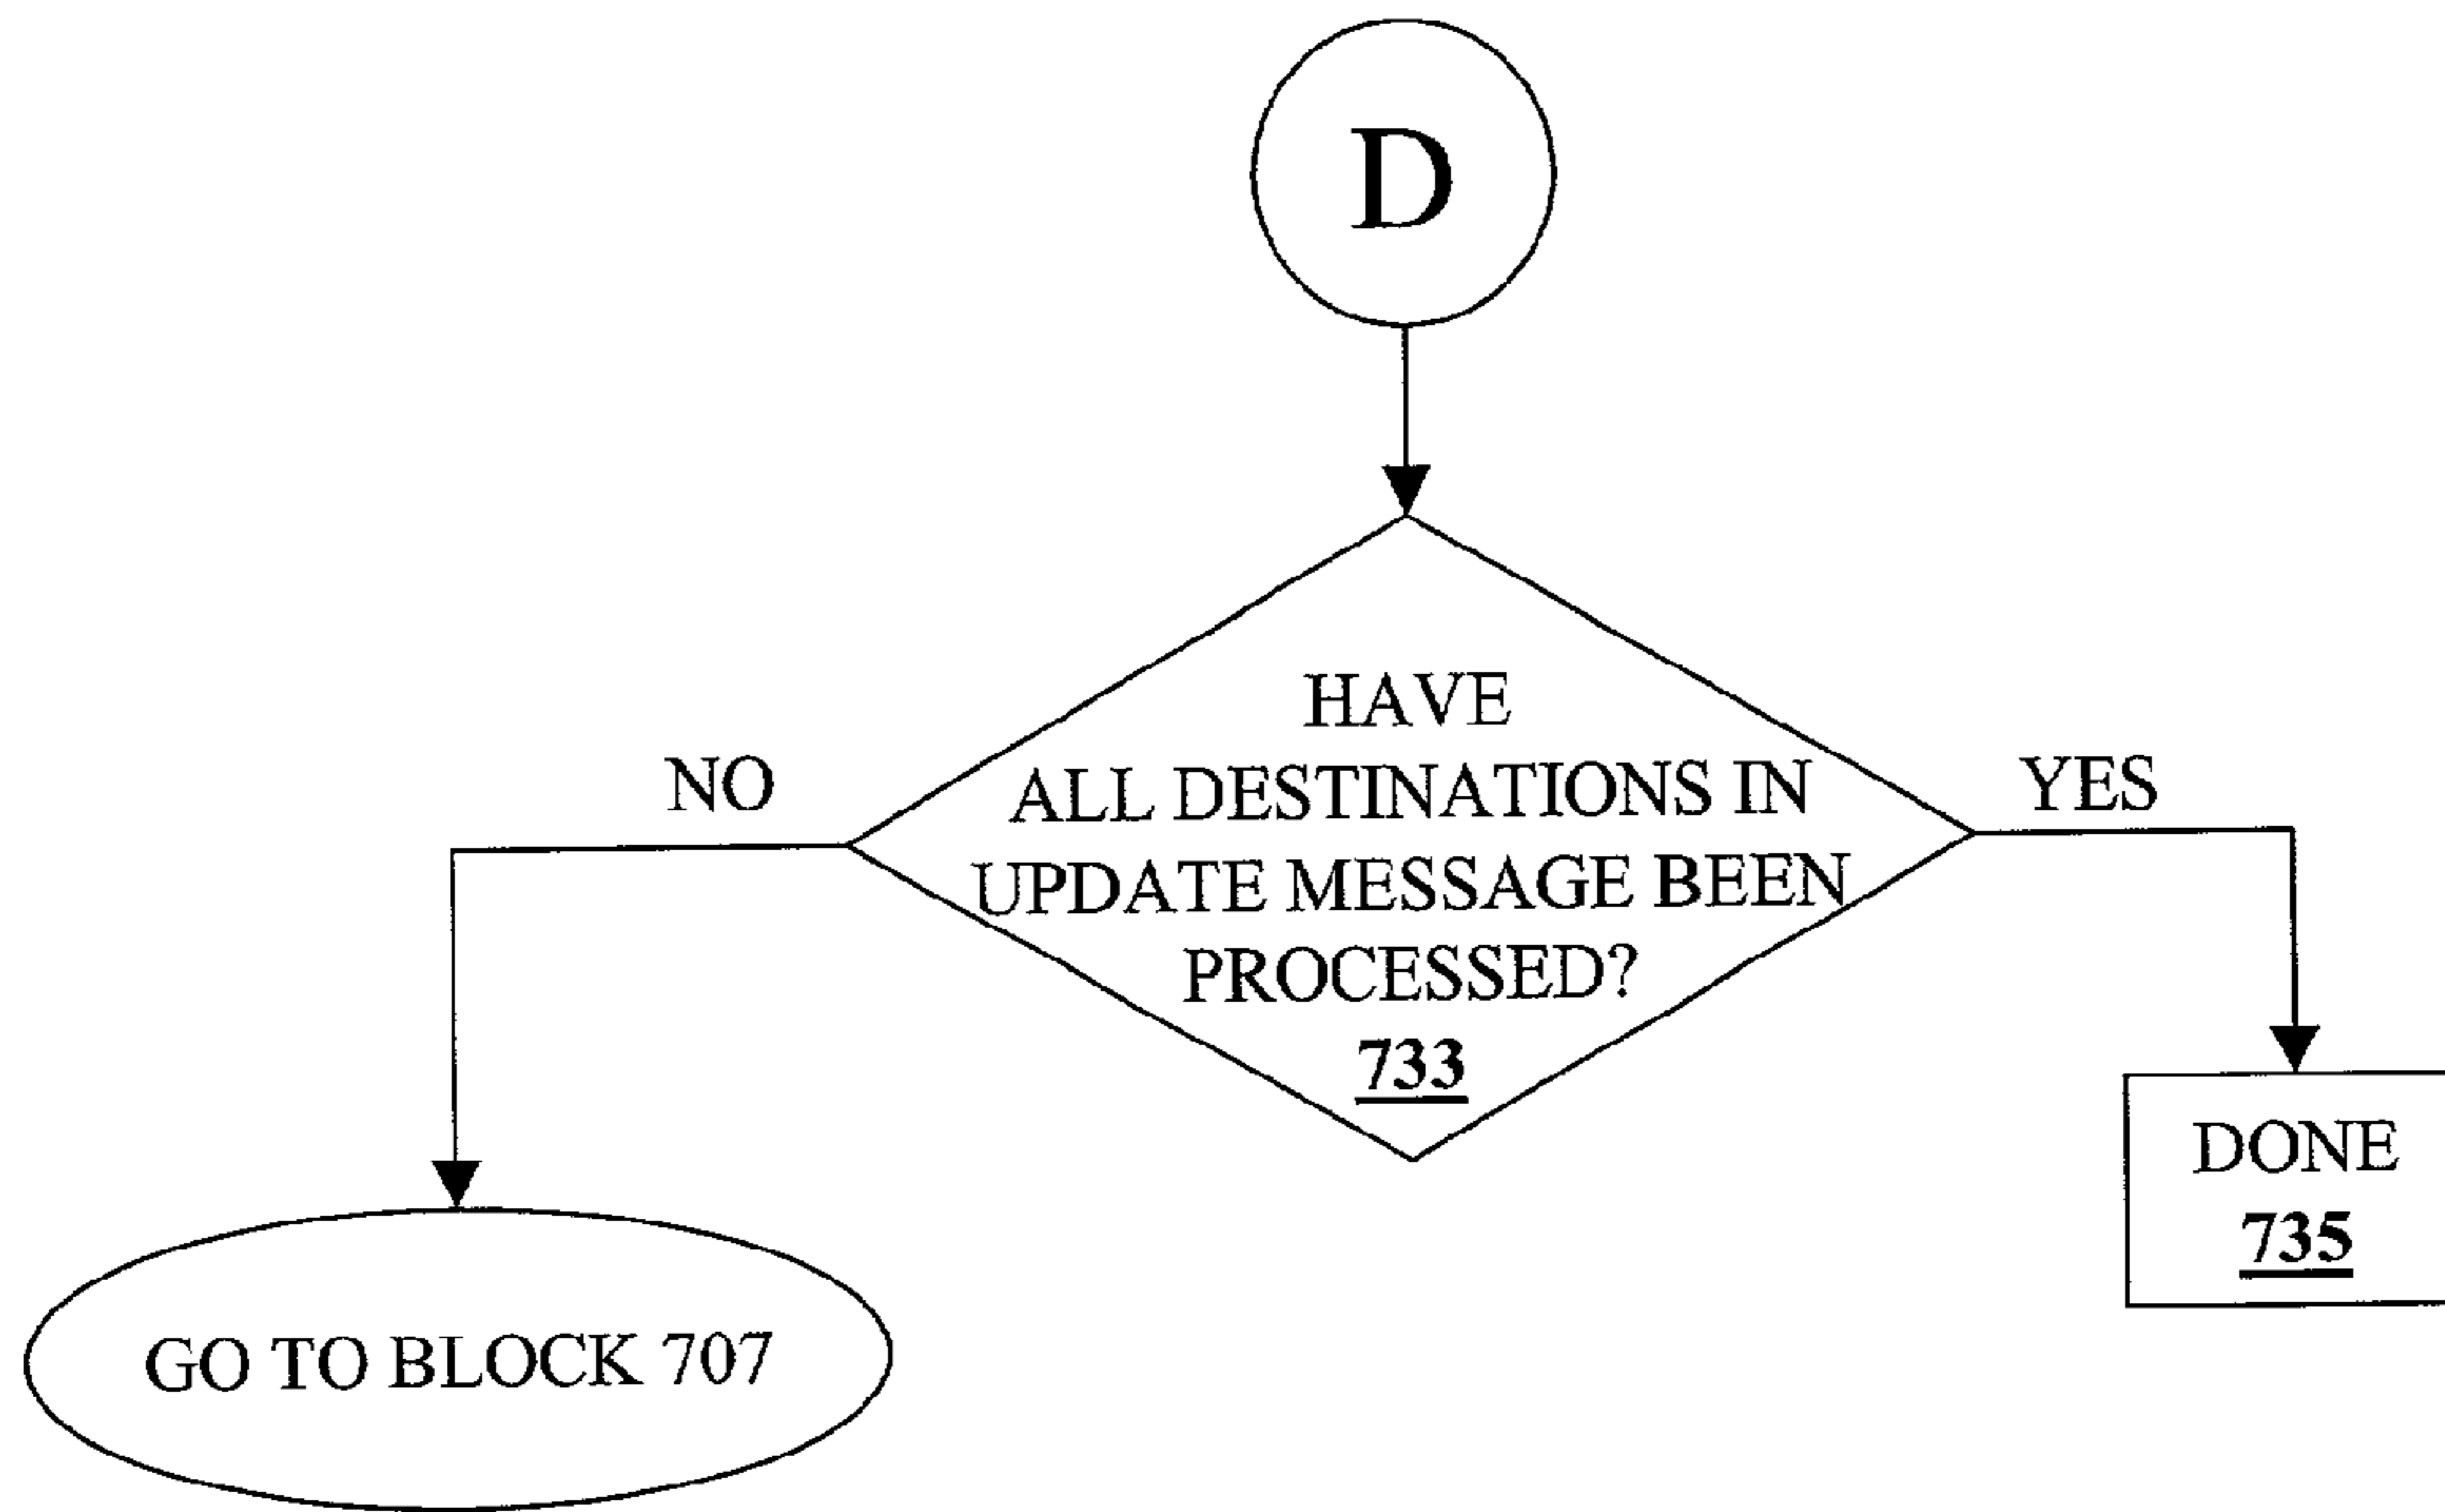 D
HAVE
ALL DESTINATIONS IN
UPDATE MESSAGE BEEN
PROCESSED?
733
NO
YES
DONE
735
GO TO BLOCK 707